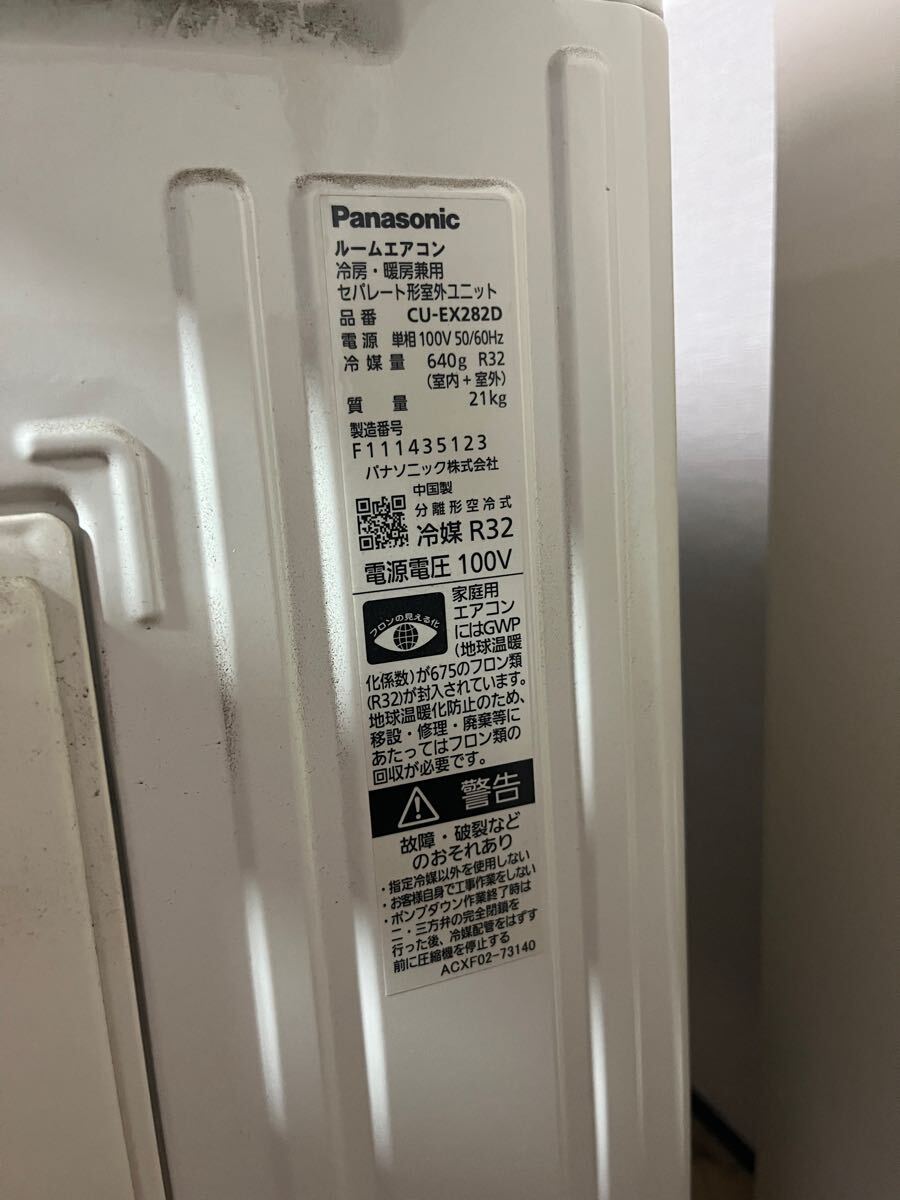 Panasonic
ルームエアコン
冷房・暖房兼用
セパレート形室外ユニット
品番 CU-EX282D
電源 単相100V 50/60Hz
冷媒量 640g R32
(室内+室外)
質量 21kg
製造番号
F111435123
パナソニック株式会社
中国製
分離形空冷式
冷媒 R32
電源電圧 100V
フロンの見える化
家庭用
エアコン
にはGWP
(地球温暖
化係数)が675のフロン類
(R32)が封入されています。
地球温暖化防止のため、
移設・修理・廃棄等に
あたってはフロン類の
回収が必要です。
警告
故障・破裂など
のおそれあり
・指定冷媒以外を使用しない
・お客様自身で工事作業をしない
・ポンプダウン作業終了時は
二・三方弁の完全閉鎖を
行った後、冷媒配管をはずす
前に圧縮機を停止する
ACXF02-73140